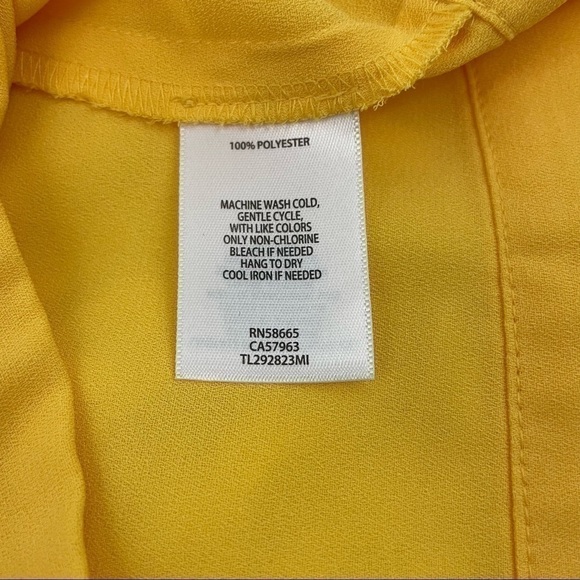 100% POLYESTER
MACHINE WASH COLD,
GENTLE CYCLE,
WITH LIKE COLORS
ONLY NON-CHLORINE
BLEACH IF NEEDED
HANG TO DRY
COOL IRON IF NEEDED
RN58665
CA57963
TL292823MI